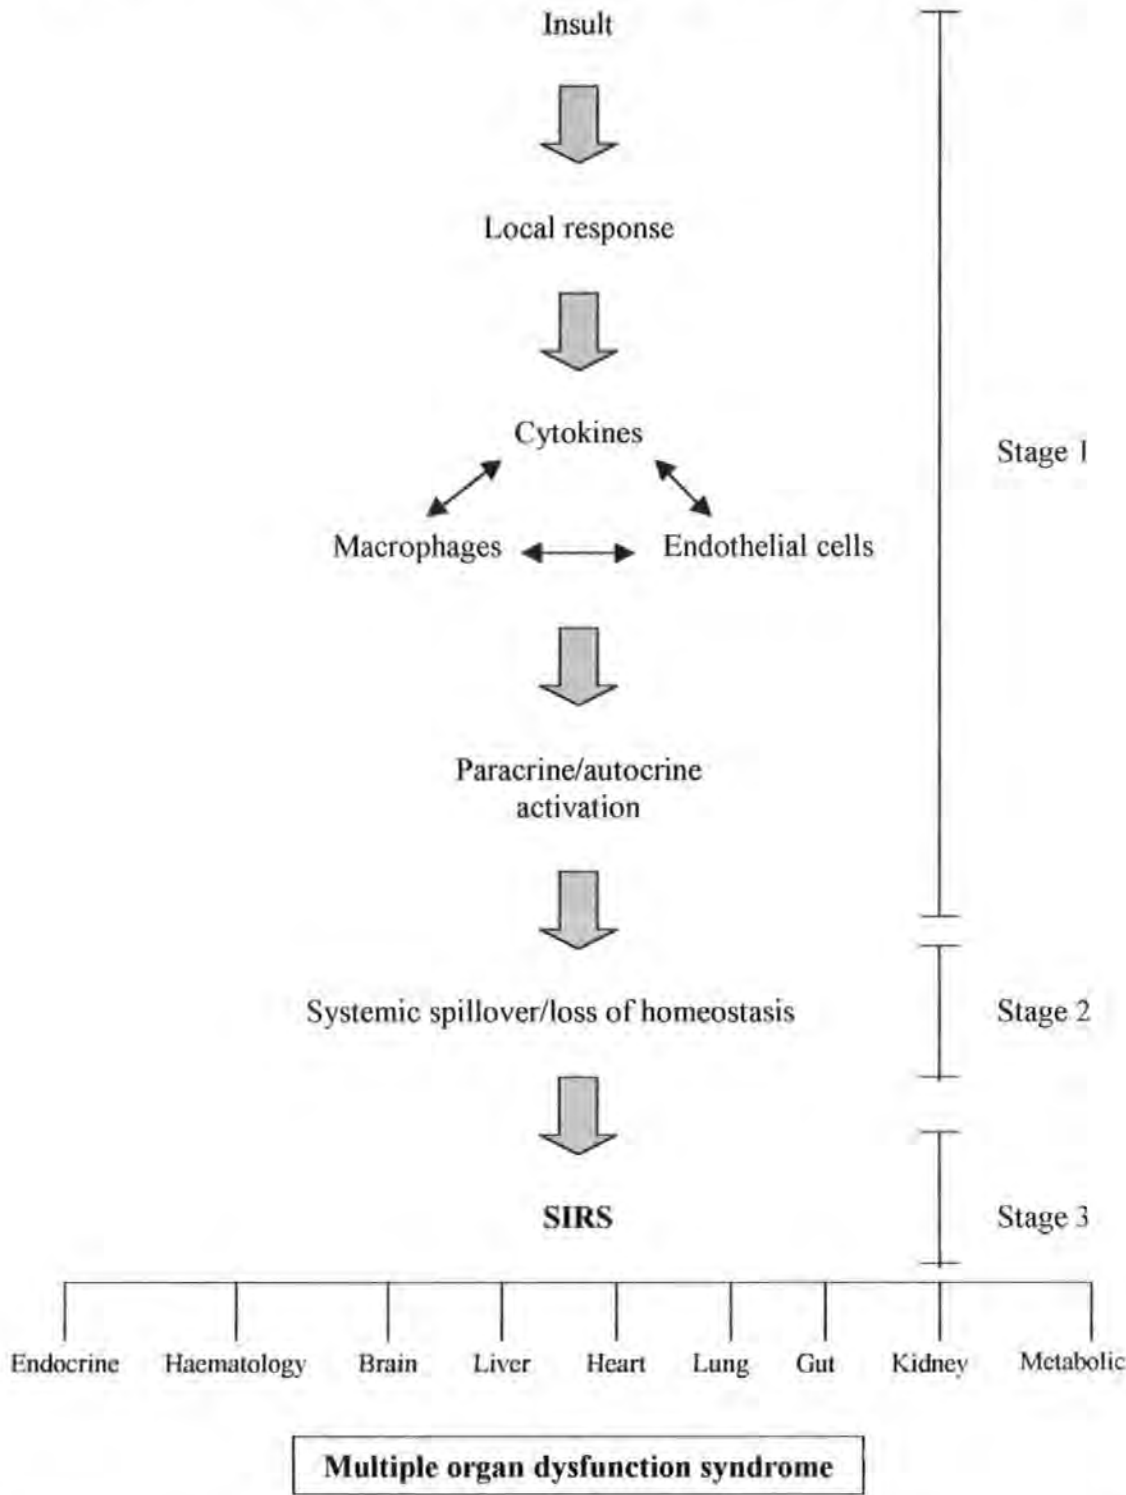 Insult
Local response
Cytokines
Stage 1
Macrophages
Endothelial cells
Paracrine/autocrine
activation
Systemic spillover/loss of homeostasis
Stage 2
SIRS
Stage 3
Endocrine Haematology Brain Liver Heart Lung Gut Kidney Metabolic
Multiple organ dysfunction syndrome